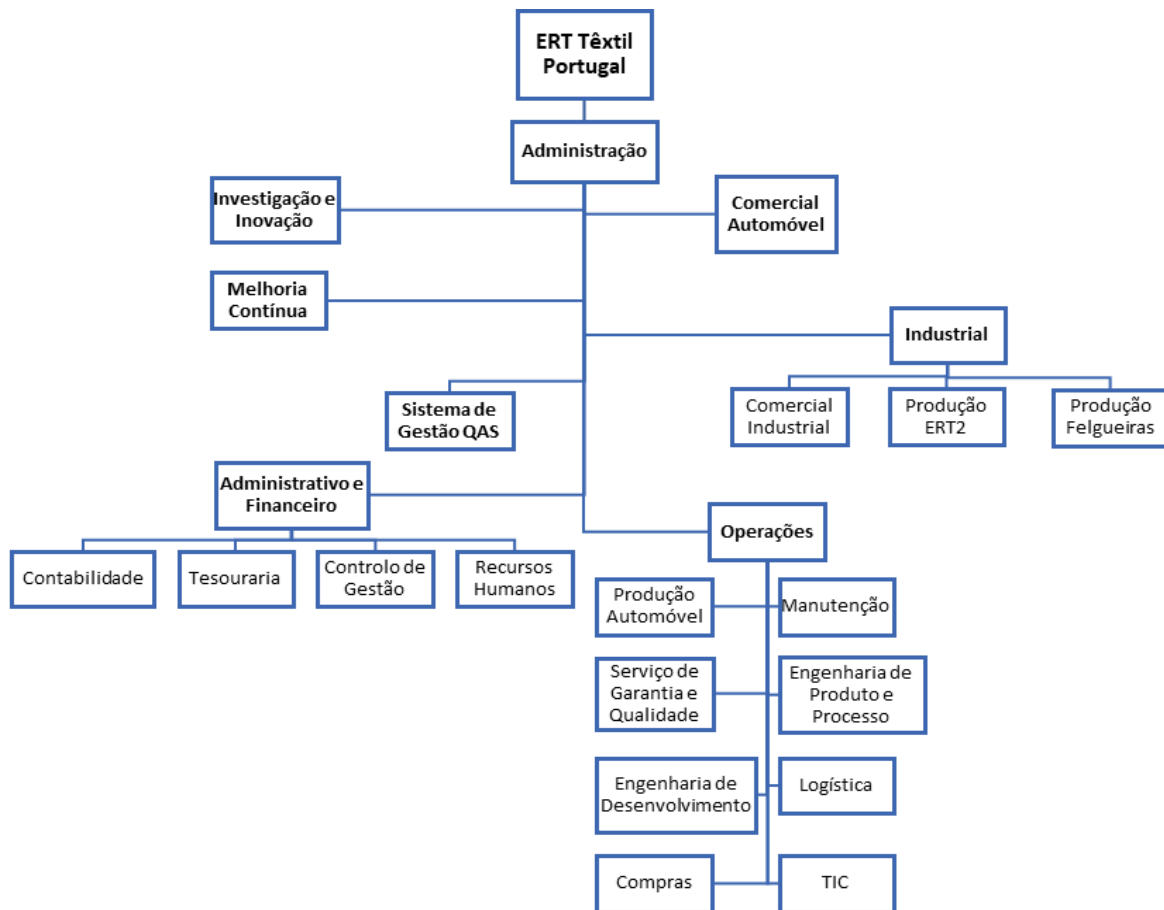 ERT Têxtil
Portugal
Administração
Investigação e
Inovação
Comercial
Automóvel
Melhoria
Contínua
Industrial
Sistema de
Gestão QAS
Comercial
Industrial
Produção
ERT2
Produção
Felgueiras
Administrativo e
Financeiro
Operações
Contabilidade
Tesouraria
Controlo de
Gestão
Recursos
Humanos
Produção
Automóvel
Manutenção
Serviço de
Garantia e
Qualidade
Engenharia de
Produto e
Processo
Engenharia de
Desenvolvimento
Logística
Compras
TIC